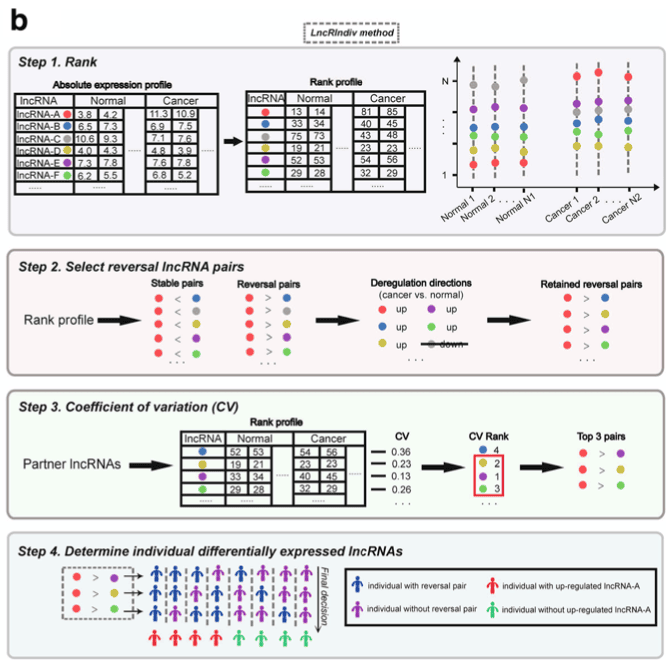 b
LncRIndiv method
Step 1. Rank
Absolute expression profile
lncRNA Normal Cancer
lncRNA-A 3.8 4.2 11.3 10.9
lncRNA-B 6.5 7.3 6.9 7.5
lncRNA-C 10.6 9.3 7.1 7.6
lncRNA-D 4.0 4.3 4.8 3.9
lncRNA-E 7.3 7.8 7.6 7.8
lncRNA-F 6.2 5.5 6.8 5.2
Rank profile
lncRNA Normal Cancer
13 14 81 85
33 34 40 45
75 73 43 48
19 21 23 23
52 53 54 56
29 28 32 29
N
1
Normal 1
Normal 2
Normal N1
Cancer 1
Cancer 2
Cancer N2
Step 2. Select reversal lncRNA pairs
Rank profile
Stable pairs
<
<
<
<
<
Reversal pairs
>
>
>
>
>
Deregulation directions
(cancer vs. normal)
up up
up up
up down
Retained reversal pairs
>
>
>
>
Step 3. Coefficient of variation (CV)
Partner lncRNAs
Rank profile
lncRNA Normal Cancer
52 53 54 56
19 21 23 23
33 34 40 45
29 28 32 29
CV
0.36
0.23
0.13
0.26
CV Rank
4
2
1
3
Top 3 pairs
>
>
>
Step 4. Determine individual differentially expressed lncRNAs
>
>
>
Final decision
individual with reversal pair
individual with up-regulated lncRNA-A
individual without reversal pair
individual without up-regulated lncRNA-A